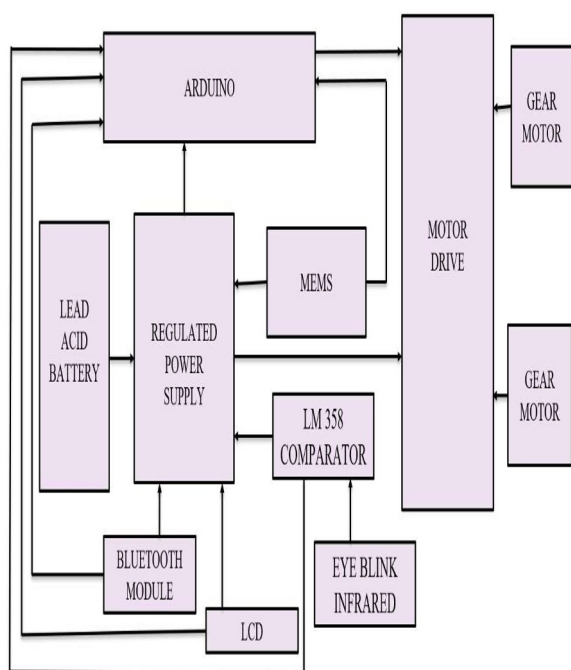 ARDUINO
GEAR
MOTOR
MOTOR
DRIVE
MEMS
LEAD
ACID
BATTERY
REGULATED
POWER
SUPPLY
GEAR
MOTOR
LM 358
COMPARATOR
BLUETOOTH
MODULE
EYE BLINK
INFRARED
LCD